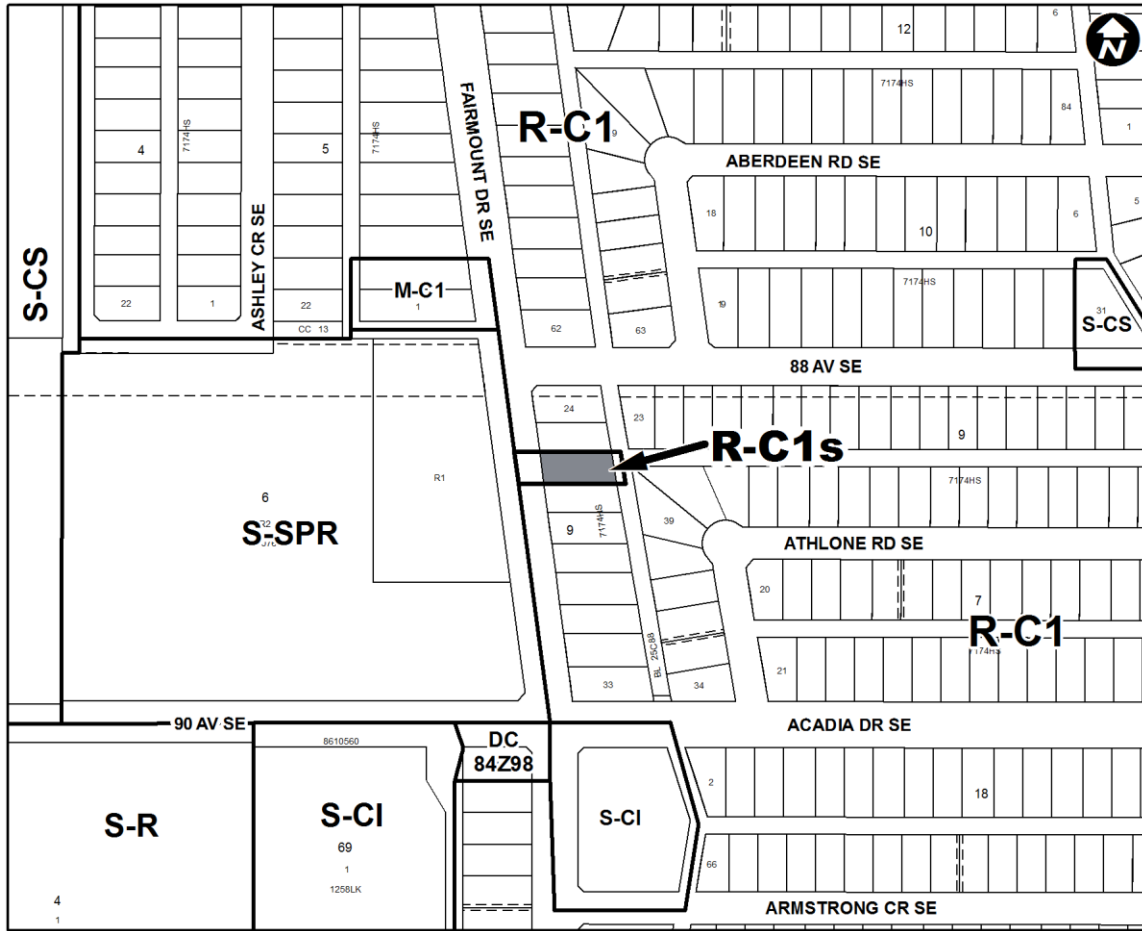 12
6
N
7174HS
84
1
FAIRMOUNT DR SE
R-C1
9
4
7174HS
5
7174HS
ABERDEEN RD SE
18
10
6
5
S-CS
ASHLEY CR SE
M-C1
1
22
1
22
CC 13
62
63
19
7174HS
31
S-CS
88 AV SE
24
23
9
R-C1s
7174HS
R1
6
S-SPR
9
7174HS
39
ATHLONE RD SE
20
7
R-C1
7174HS
BL 25C88
21
33
34
90 AV SE
ACADIA DR SE
8610560
DC
84Z98
2
18
S-R
S-CI
S-CI
69
1
1258LK
66
4
1
ARMSTRONG CR SE